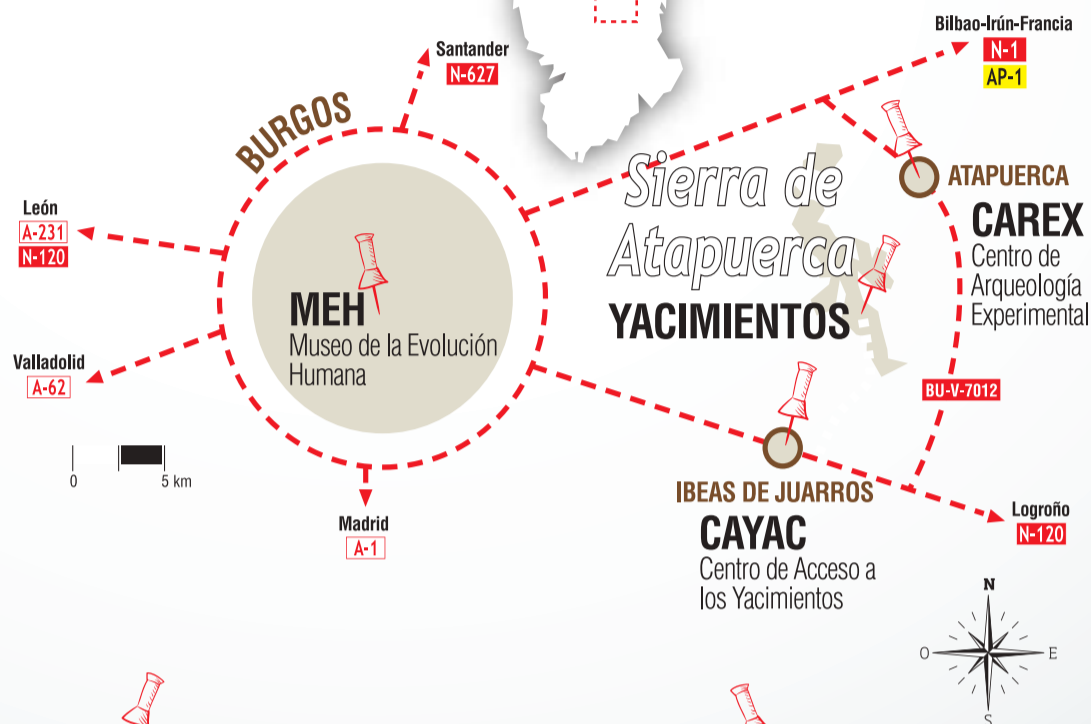 Bilbao-Irún-Francia
N-1
AP-1
Santander
N-627
BURGOS
León
A-231
N-120
Sierra de
Atapuerca
YACIMIENTOS
ATAPUERCA
CAREX
Centro de
Arqueología
Experimental
MEH
Museo de la Evolución
Humana
Valladolid
A-62
BU-V-7012
0
5 km
IBEAS DE JUARROS
CAYAC
Centro de Acceso a
los Yacimientos
Madrid
A-1
Logroño
N-120
N
O
E
S